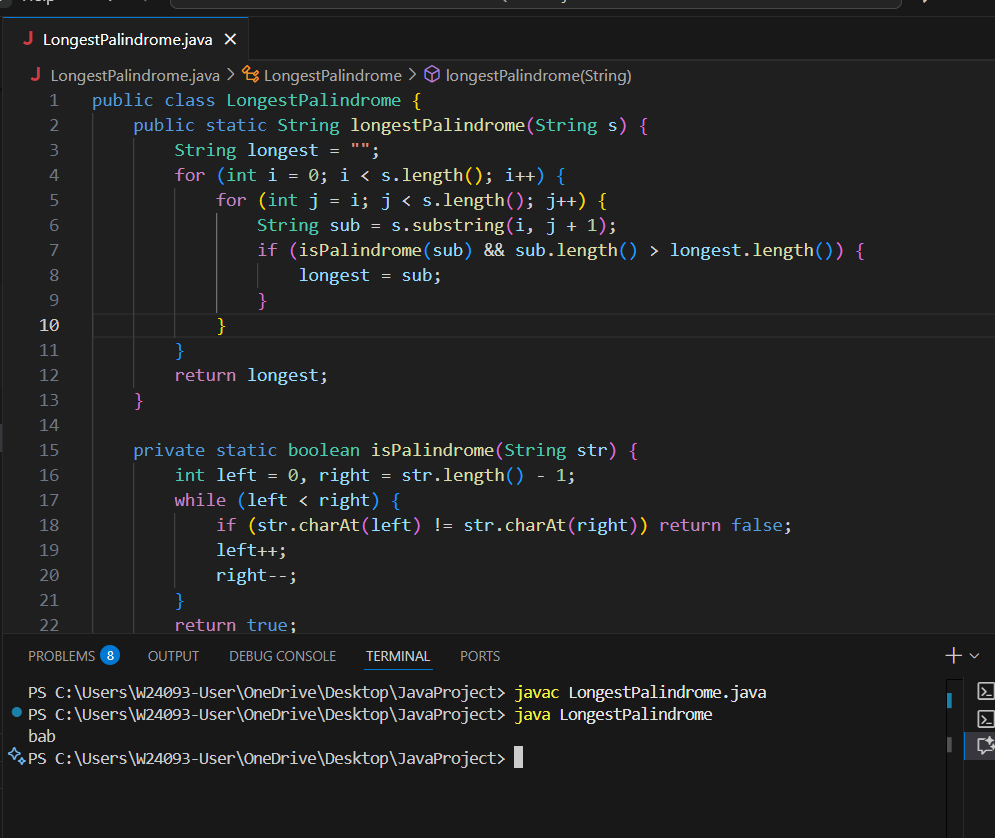 J LongestPalindrome.java ×
J LongestPalindrome.java > LongestPalindrome > longestPalindrome(String)
1 public class LongestPalindrome {
2     public static String longestPalindrome(String s) {
3         String longest = "";
4         for (int i = 0; i < s.length(); i++) {
5             for (int j = i; j < s.length(); j++) {
6                 String sub = s.substring(i, j + 1);
7                 if (isPalindrome(sub) && sub.length() > longest.length()) {
8                     longest = sub;
9                 }
10             }
11         }
12         return longest;
13     }
14
15     private static boolean isPalindrome(String str) {
16         int left = 0, right = str.length() - 1;
17         while (left < right) {
18             if (str.charAt(left) != str.charAt(right)) return false;
19             left++;
20             right--;
21         }
22         return true;
PROBLEMS 8 OUTPUT DEBUG CONSOLE TERMINAL PORTS
PS C:\Users\W24093-User\OneDrive\Desktop\JavaProject> javac LongestPalindrome.java
PS C:\Users\W24093-User\OneDrive\Desktop\JavaProject> java LongestPalindrome
bab
PS C:\Users\W24093-User\OneDrive\Desktop\JavaProject>